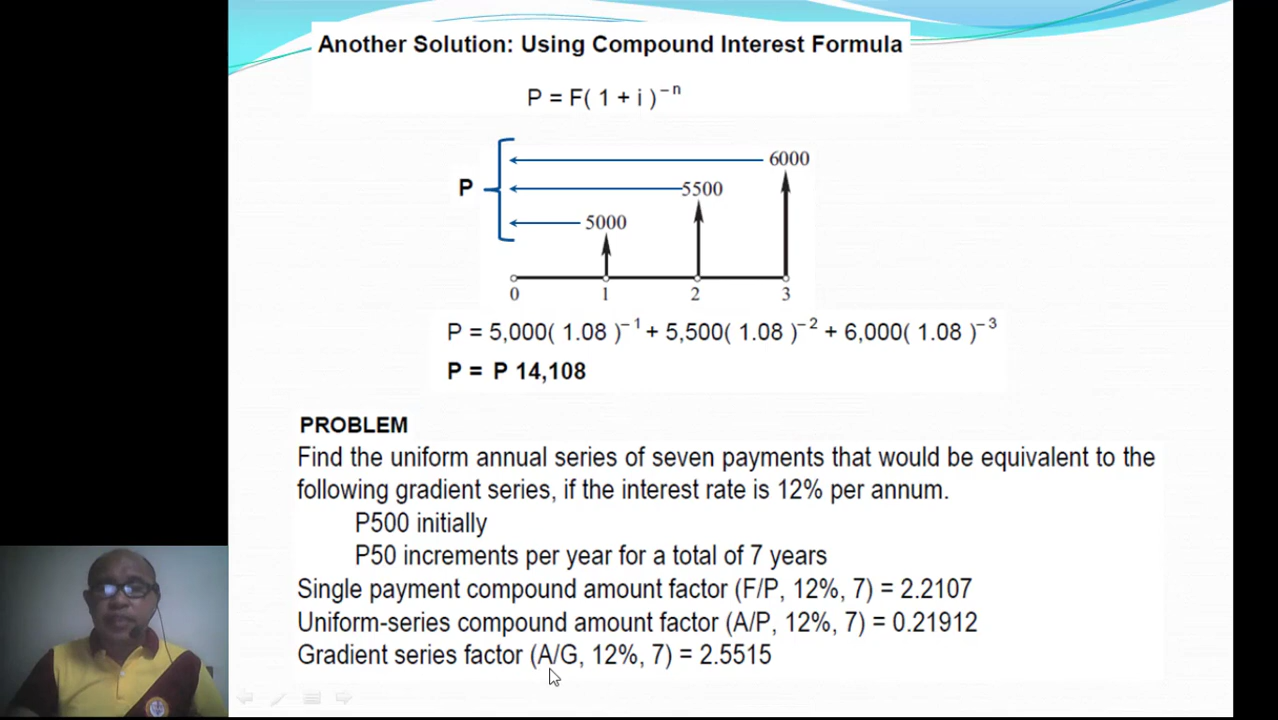 Another Solution: Using Compound Interest Formula
P = F( 1 + i )⁻ⁿ
6000
P
5500
5000
0 1 2 3
P = 5,000( 1.08 )⁻¹ + 5,500( 1.08 )⁻² + 6,000( 1.08 )⁻³
P = P 14,108
PROBLEM
Find the uniform annual series of seven payments that would be equivalent to the
following gradient series, if the interest rate is 12% per annum.
P500 initially
P50 increments per year for a total of 7 years
Single payment compound amount factor (F/P, 12%, 7) = 2.2107
Uniform-series compound amount factor (A/P, 12%, 7) = 0.21912
Gradient series factor (A/G, 12%, 7) = 2.5515